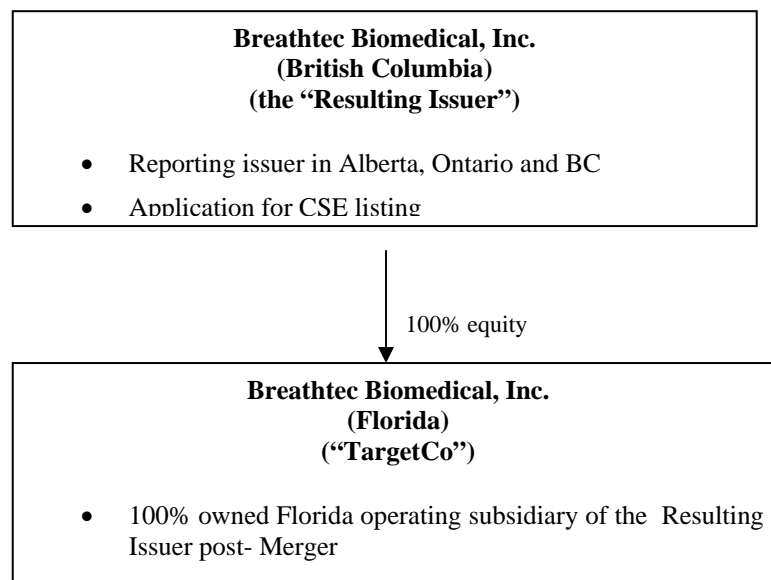 Breathtec Biomedical, Inc.
(British Columbia)
(the “Resulting Issuer”)
• Reporting issuer in Alberta, Ontario and BC
• Application for CSE listing
100% equity
Breathtec Biomedical, Inc.
(Florida)
(“TargetCo”)
• 100% owned Florida operating subsidiary of the Resulting
Issuer post- Merger